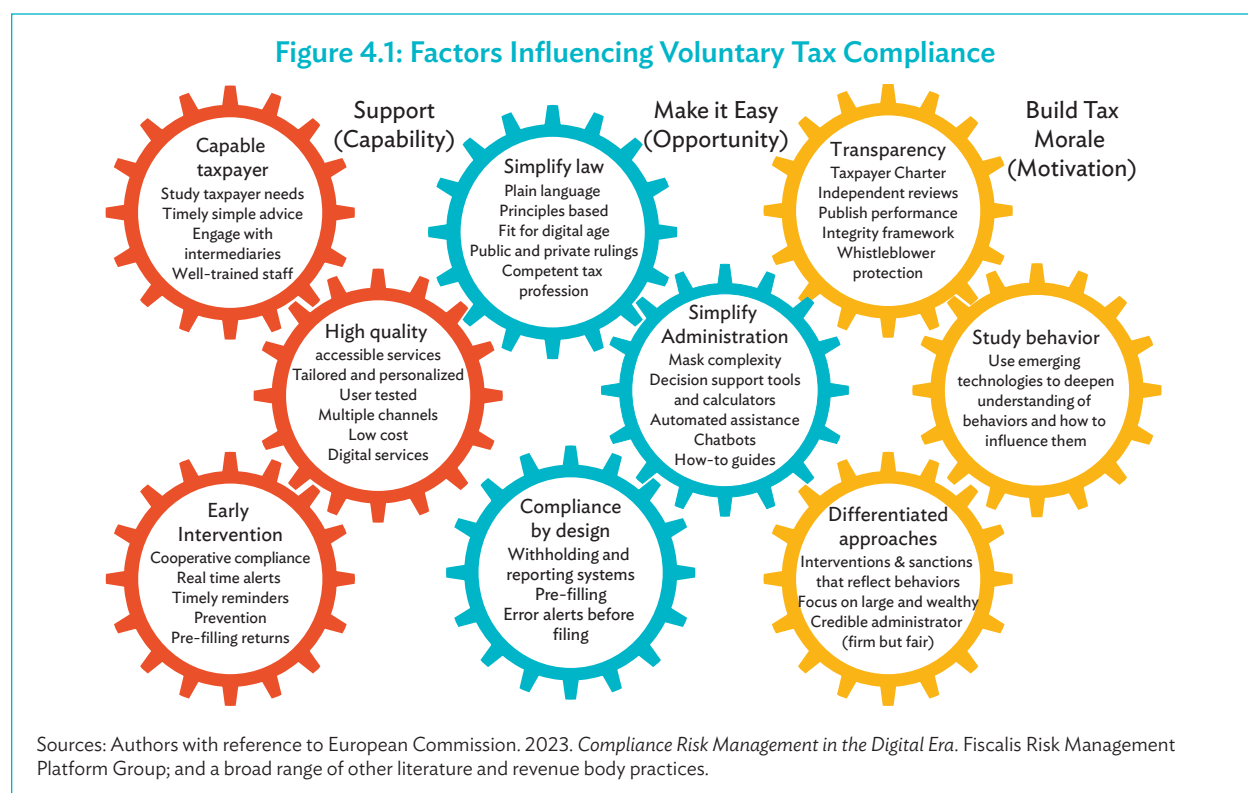 Figure 4.1: Factors Influencing Voluntary Tax Compliance
Support
(Capability)
Capable
taxpayer
Study taxpayer needs
Timely simple advice
Engage with
intermediaries
Well-trained staff
High quality
accessible services
Tailored and personalized
User tested
Multiple channels
Low cost
Digital services
Early
Intervention
Cooperative compliance
Real time alerts
Timely reminders
Prevention
Pre-filling returns
Make it Easy
(Opportunity)
Simplify law
Plain language
Principles based
Fit for digital age
Public and private rulings
Competent tax
profession
Simplify
Administration
Mask complexity
Decision support tools
and calculators
Automated assistance
Chatbots
How-to guides
Compliance
by design
Withholding and
reporting systems
Pre-filling
Error alerts before
filing
Build Tax
Morale
(Motivation)
Transparency
Taxpayer Charter
Independent reviews
Publish performance
Integrity framework
Whistleblower
protection
Study behavior
Use emerging
technologies to deepen
understanding of
behaviors and how to
influence them
Differentiated
approaches
Interventions & sanctions
that reflect behaviors
Focus on large and wealthy
Credible administrator
(firm but fair)
Sources: Authors with reference to European Commission. 2023. Compliance Risk Management in the Digital Era. Fiscalis Risk Management
Platform Group; and a broad range of other literature and revenue body practices.